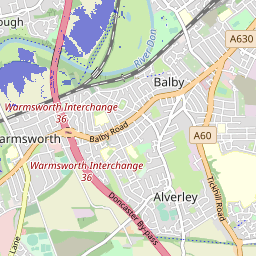 ough
River Don
A630
Balby
Warmsworth Interchange
36
Balby Road
A60
armsworth
Warmsworth Interchange
36
Tickhill Road
Alverley
Doncaster Bypass
Lane